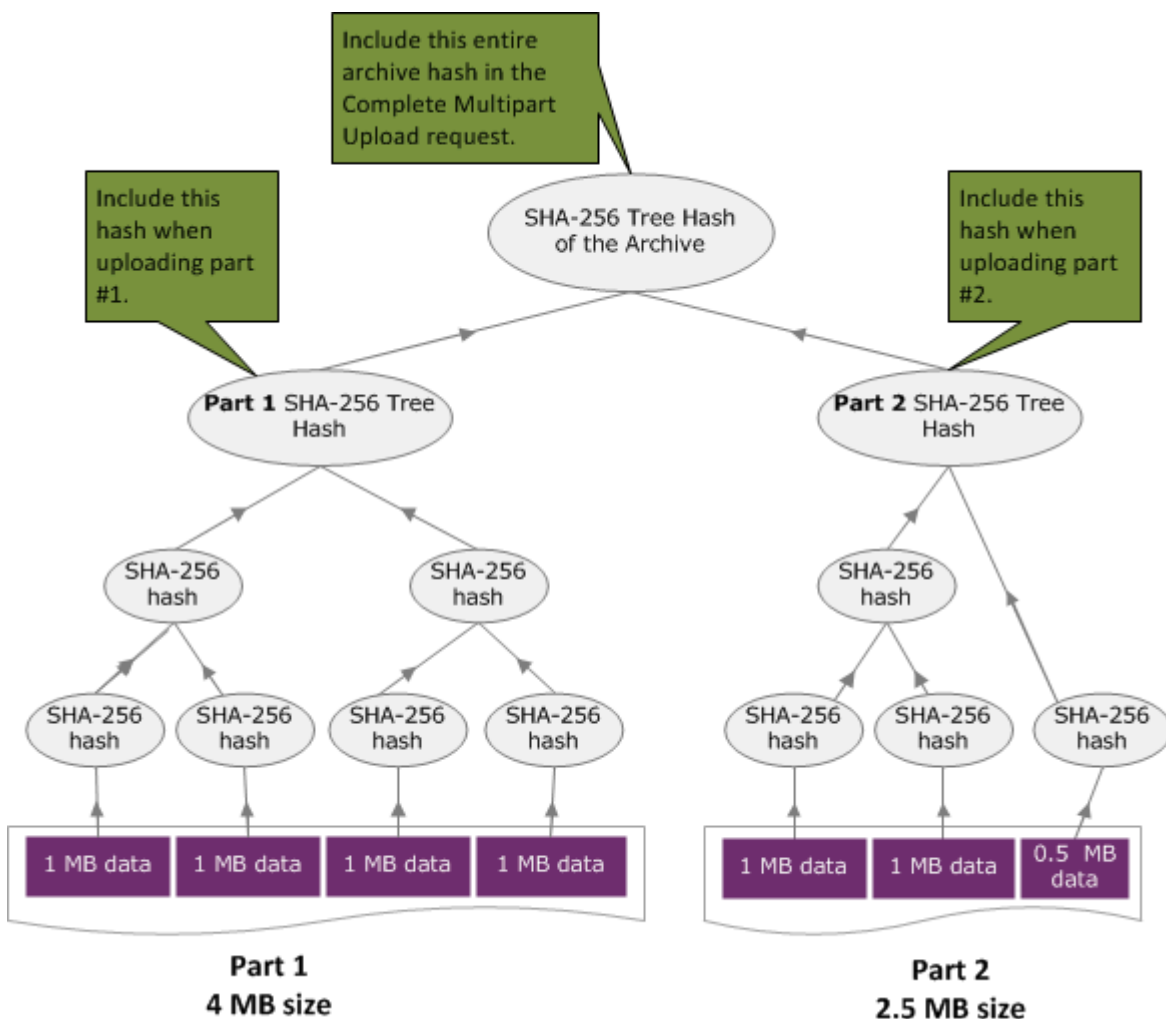 Include this entire
archive hash in the
Complete Multipart
Upload request.
Include this
hash when
uploading part
#1.
SHA-256 Tree Hash
of the Archive
Include this
hash when
uploading part
#2.
Part 1 SHA-256 Tree
Hash
Part 2 SHA-256 Tree
Hash
SHA-256
hash
SHA-256
hash
SHA-256
hash
SHA-256
hash
SHA-256
hash
SHA-256
hash
SHA-256
hash
SHA-256
hash
SHA-256
hash
SHA-256
hash
1 MB data
1 MB data
1 MB data
1 MB data
1 MB data
1 MB data
0.5 MB
data
Part 1
4 MB size
Part 2
2.5 MB size